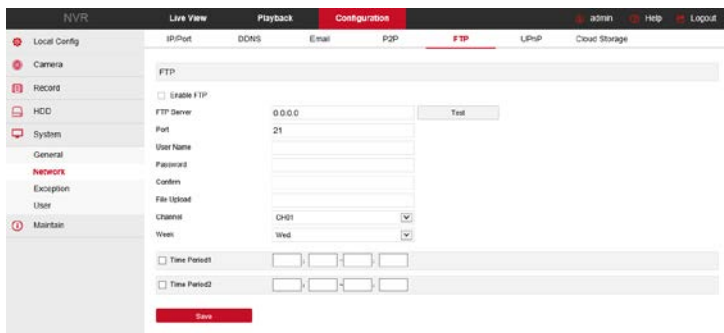 NVR Live View Playback Configuration admin Help Logout
Local Config IP/Port DDNS Email P2P FTP UPnP Cloud Storage
Camera
FTP
Record
Enable FTP
HDD FTP Server 0.0.0.0 Test
System Port 21
General User Name
Network Password
Exception Confirm
User File Upload
Maintain Channel CH01
Week Wed
Time Period1 : ~ :
Time Period2 : ~ :
Save